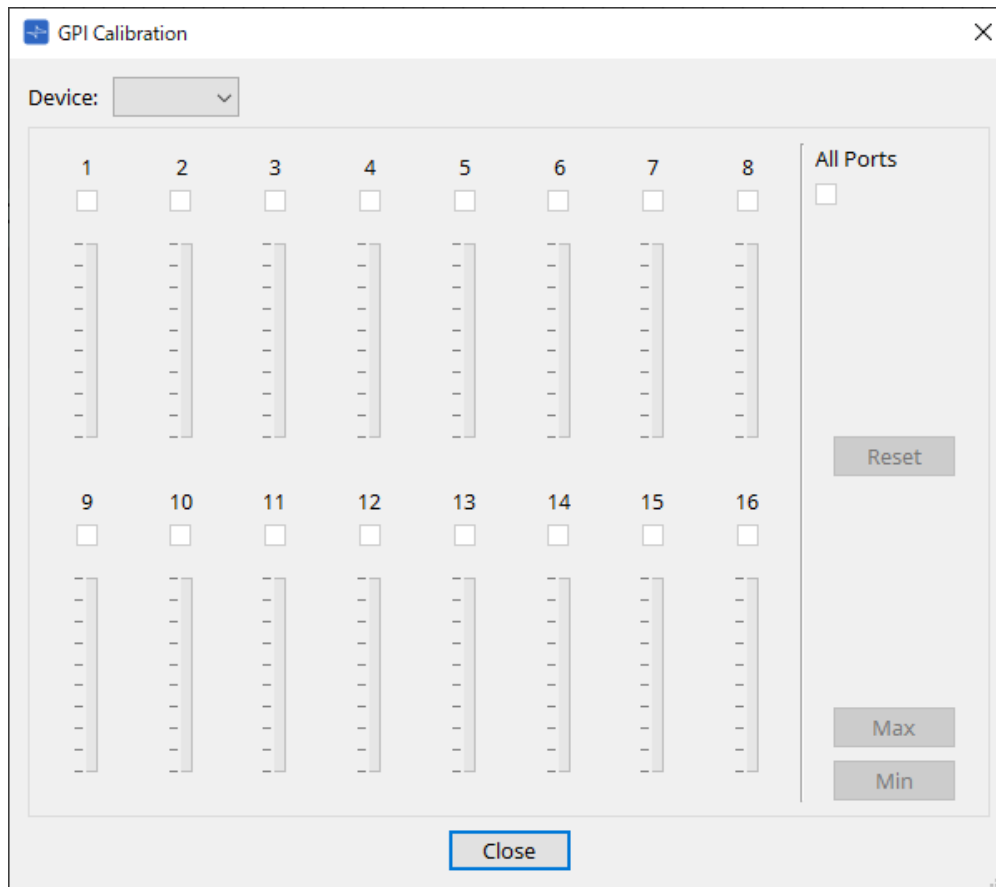 GPI Calibration
Device:
1 2 3 4 5 6 7 8 All Ports
Reset
9 10 11 12 13 14 15 16
Max
Min
Close